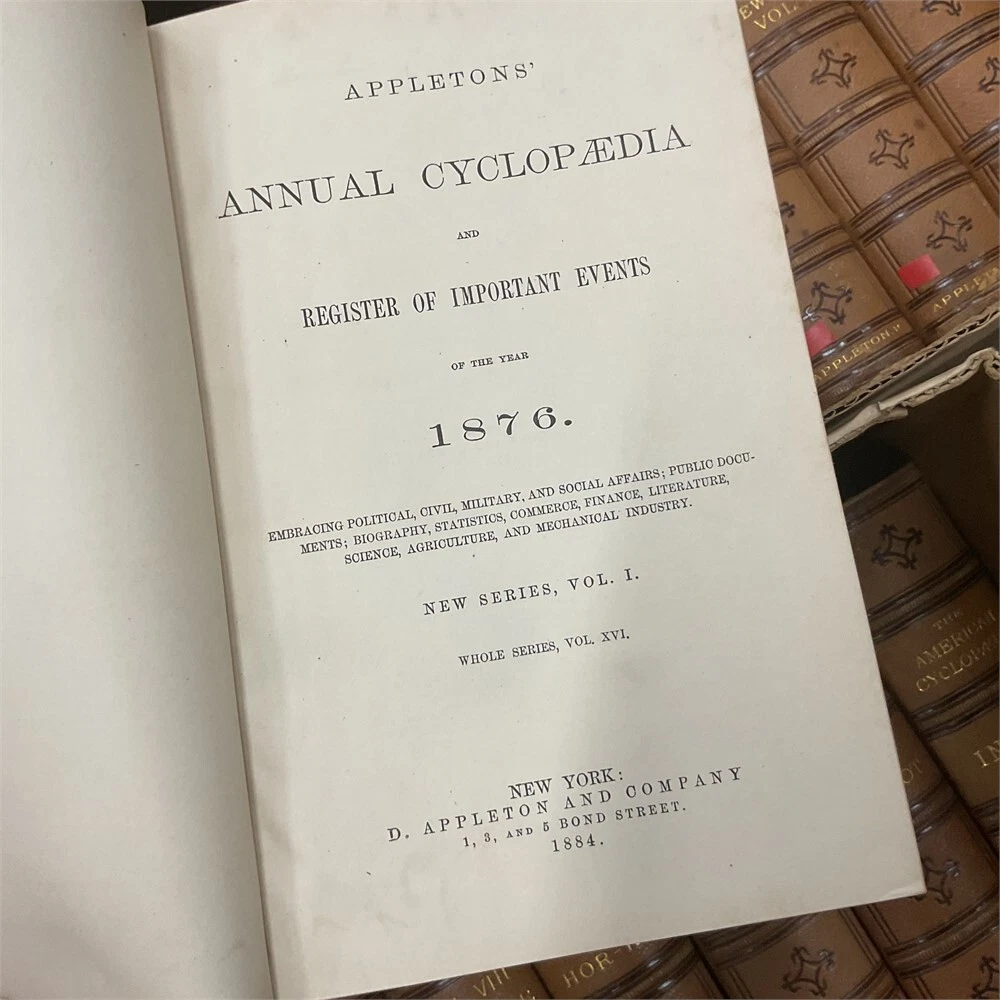 APPLETONS'
ANNUAL CYCLOPÆDIA
AND
REGISTER OF IMPORTANT EVENTS
OF THE YEAR
1876.
EMBRACING POLITICAL, CIVIL, MILITARY, AND SOCIAL AFFAIRS; PUBLIC DOCU-
MENTS; BIOGRAPHY, STATISTICS, COMMERCE, FINANCE, LITERATURE,
SCIENCE, AGRICULTURE, AND MECHANICAL INDUSTRY.
NEW SERIES, VOL. I.
WHOLE SERIES, VOL. XVI.
NEW YORK:
D. APPLETON AND COMPANY
1, 3, AND 5 BOND STREET.
1884.
VOL.
APPLETON
THE
AMERICAN
VIII
HOR-